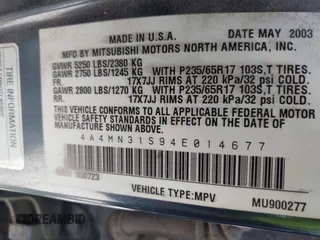 MADE IN U.S.A. DATE MAY 2003
MFD BY MITSUBISHI MOTORS NORTH AMERICA, INC.
GVWR 5250 LBS/2380 KG
GAWR 2750 LBS/1245 KG WITH P235/65R17 103S,T TIRES
FR. 17X7JJ RIMS AT 220 kPa/32 psi COLD.
GAWR 2800 LBS/1270 KG WITH P235/65R17 103S,T TIRES
RR. 17X7JJ RIMS AT 220 kPa/32 psi COLD.
THIS VEHICLE CONFORMS TO ALL APPLICABLE FEDERAL MOTOR
VEHICLE SAFETY STANDARDS IN EFFECT ON THE DATE OF
MANUFACTURE SHOWN ABOVE.
4A4MN31S94E014677
050723
VEHICLE TYPE:MPV MU900277
TIRE INFORMATION
DREAMBID